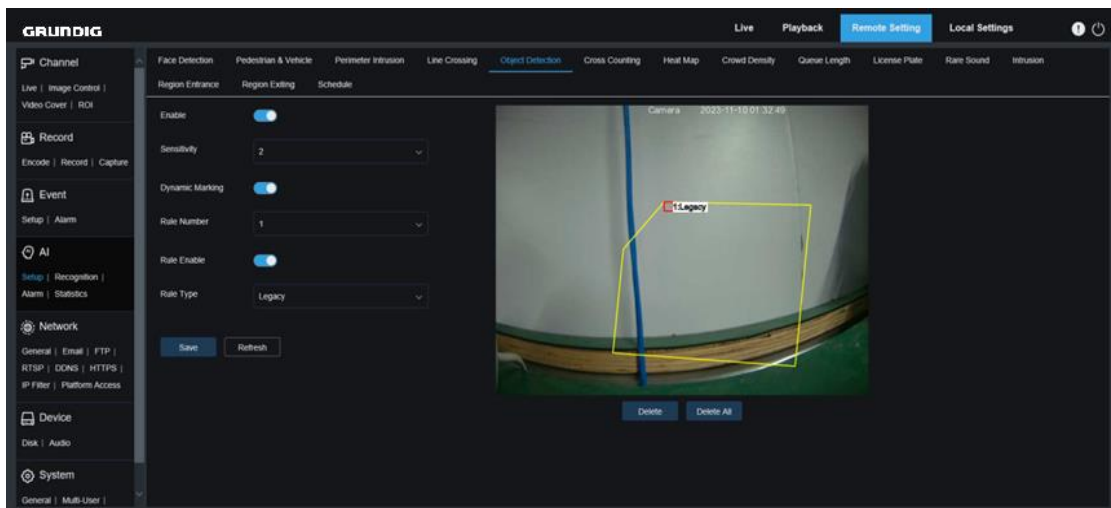 GRUNDIG
Live Playback Remote Setting Local Settings
Channel
Live | Image Control |
Video Cover | ROI
Record
Encode | Record | Capture
Event
Setup | Alarm
AI
Setup | Recognition |
Alarm | Statistics
Network
General | Email | FTP |
RTSP | DDNS | HTTPS |
IP Filter | Platform Access
Device
Disk | Audio
System
General | Multi-User |
Face Detection Pedestrian & Vehicle Perimeter Intrusion Line Crossing Object Detection Cross Counting Heat Map Crowd Density Queue Length License Plate Rare Sound Intrusion
Region Entrance Region Exiting Schedule
Enable
Sensitivity 2
Dynamic Marking
Rule Number 1
Rule Enable
Rule Type Legacy
Save Refresh
Camera 2023-11-10 01:32:49
1:Legacy
Delete Delete All